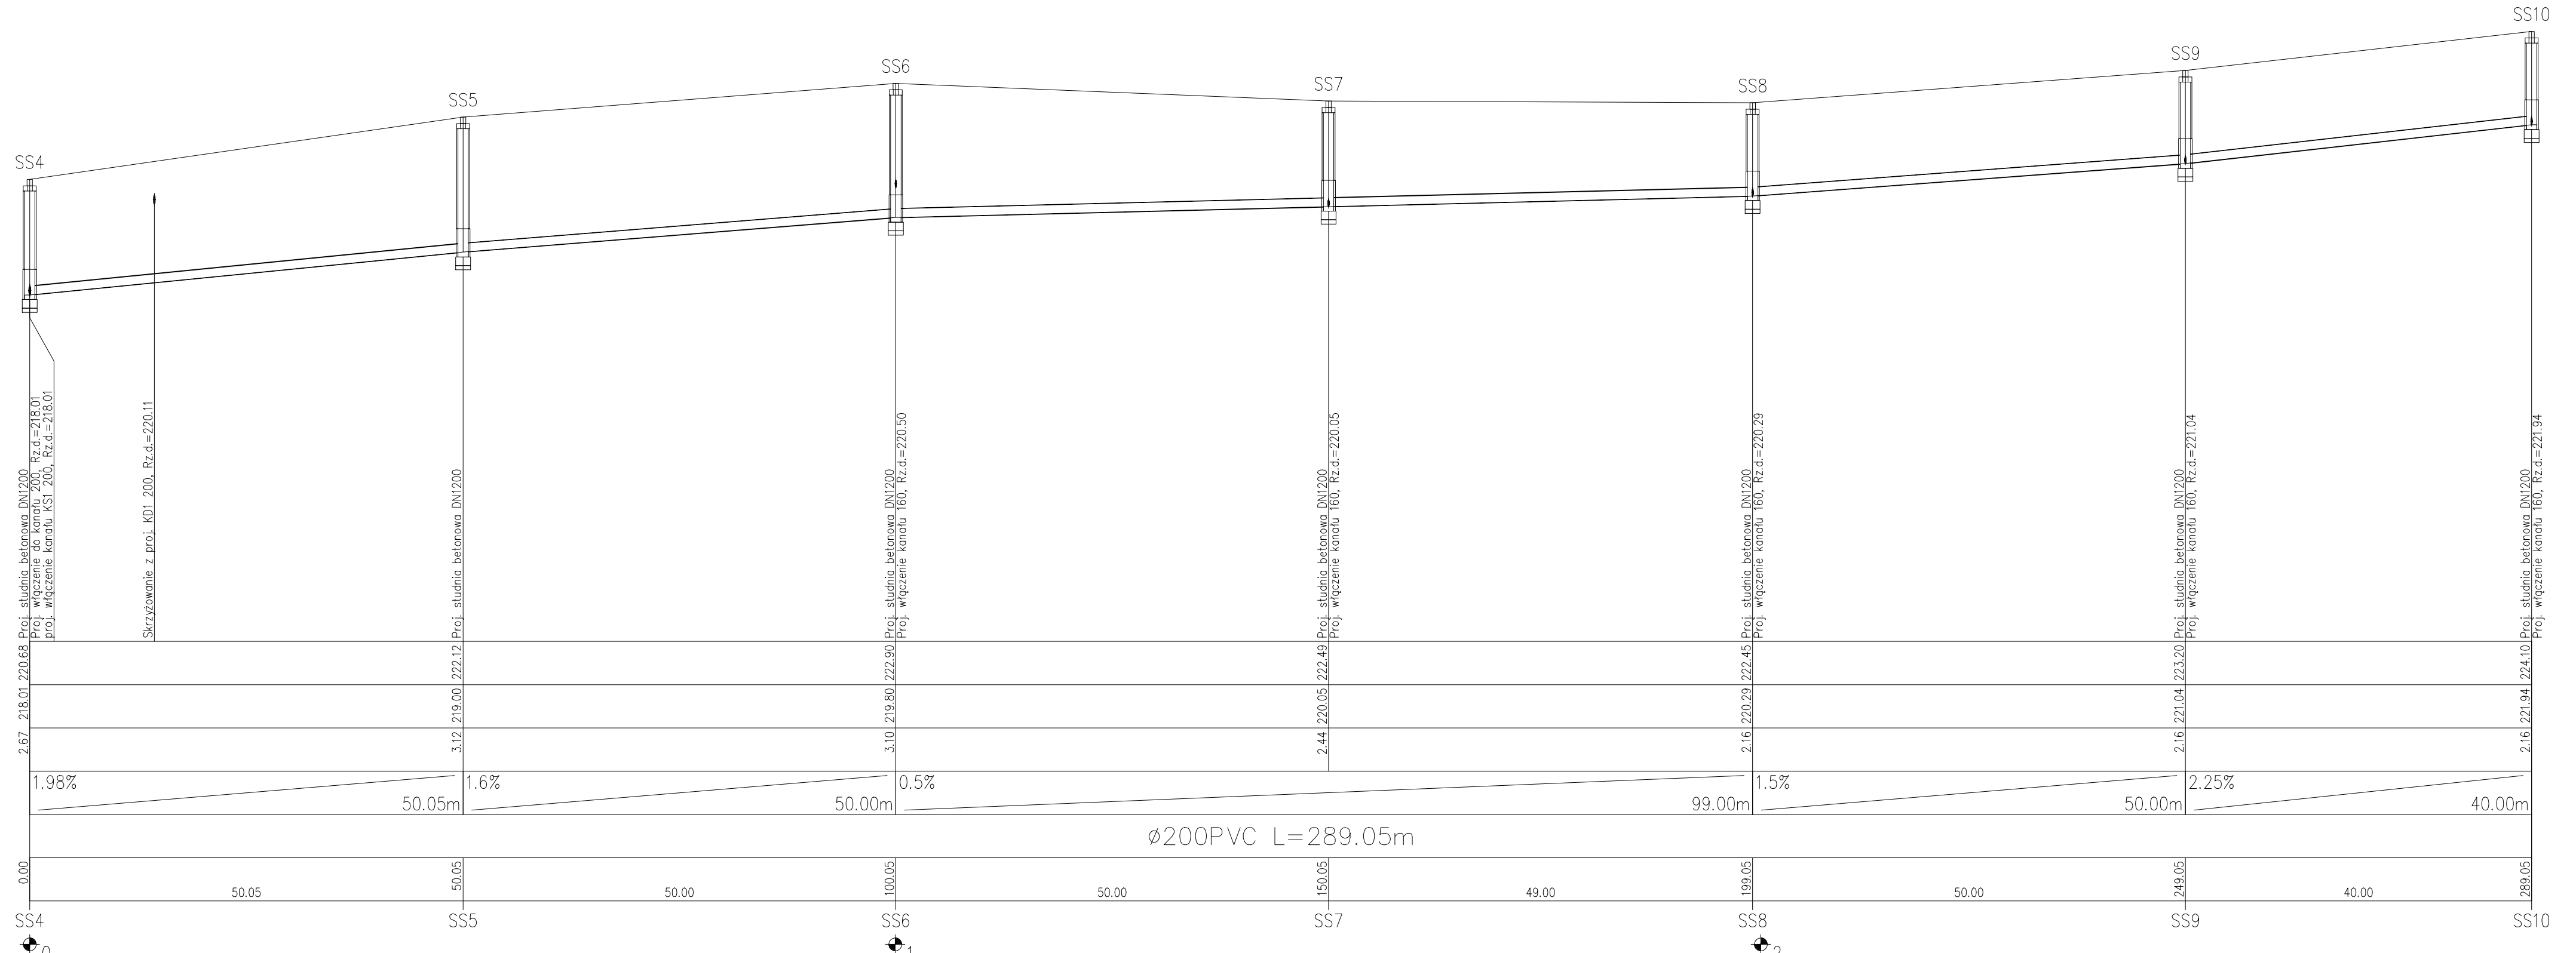 SS4
SS5
SS6
SS7
SS8
SS9
SS10
Proj. studnia betonowa DN1200
Proj. włączenie do kanału 200, Rz.d.=218.01
proj. włączenie kanału KS1 200, Rz.d.=218.01
Skrzyżowanie z proj. KD1 200, Rz.d.=220.11
Proj. studnia betonowa DN1200
Proj. studnia betonowa DN1200
Proj. włączenie kanału 160, Rz.d.=220.50
Proj. studnia betonowa DN1200
Proj. włączenie kanału 160, Rz.d.=220.05
Proj. studnia betonowa DN1200
Proj. włączenie kanału 160, Rz.d.=220.29
Proj. studnia betonowa DN1200
Proj. włączenie kanału 160, Rz.d.=221.04
Proj. studnia betonowa DN1200
Proj. włączenie kanału 160, Rz.d.=221.94
220.68 222.12 222.90 222.49 222.45 223.20 224.10
218.01 219.00 219.80 220.05 220.29 221.04 221.94
2.67 3.12 3.10 2.44 2.16 2.16 2.16
1.98% 1.6% 0.5% 1.5% 2.25%
50.05m 50.00m 99.00m 50.00m 40.00m
ø200PVC L=289.05m
0.00 50.05 100.05 150.05 199.05 249.05 289.05
50.05 50.00 50.00 49.00 50.00 40.00
SS4 SS5 SS6 SS7 SS8 SS9 SS10